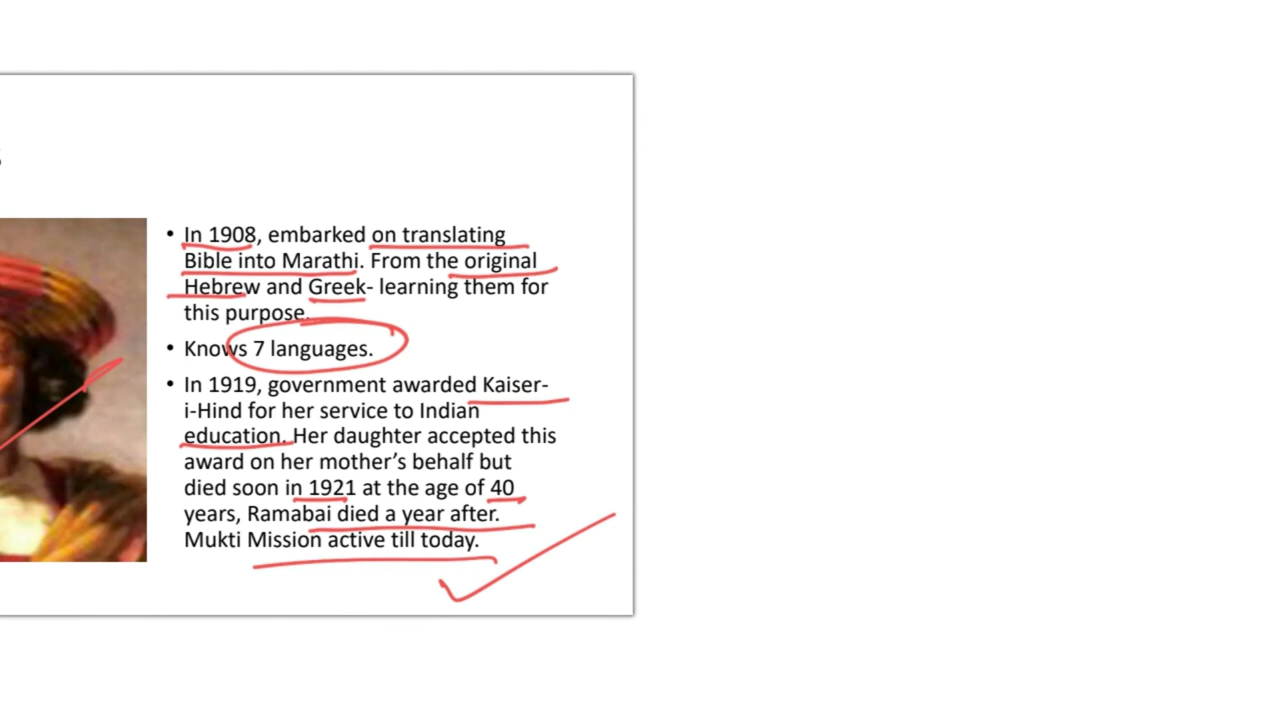 • In 1908, embarked on translating
Bible into Marathi. From the original
Hebrew and Greek- learning them for
this purpose.
• Knows 7 languages.
• In 1919, government awarded Kaiser-
i-Hind for her service to Indian
education. Her daughter accepted this
award on her mother's behalf but
died soon in 1921 at the age of 40
years, Ramabai died a year after.
Mukti Mission active till today.